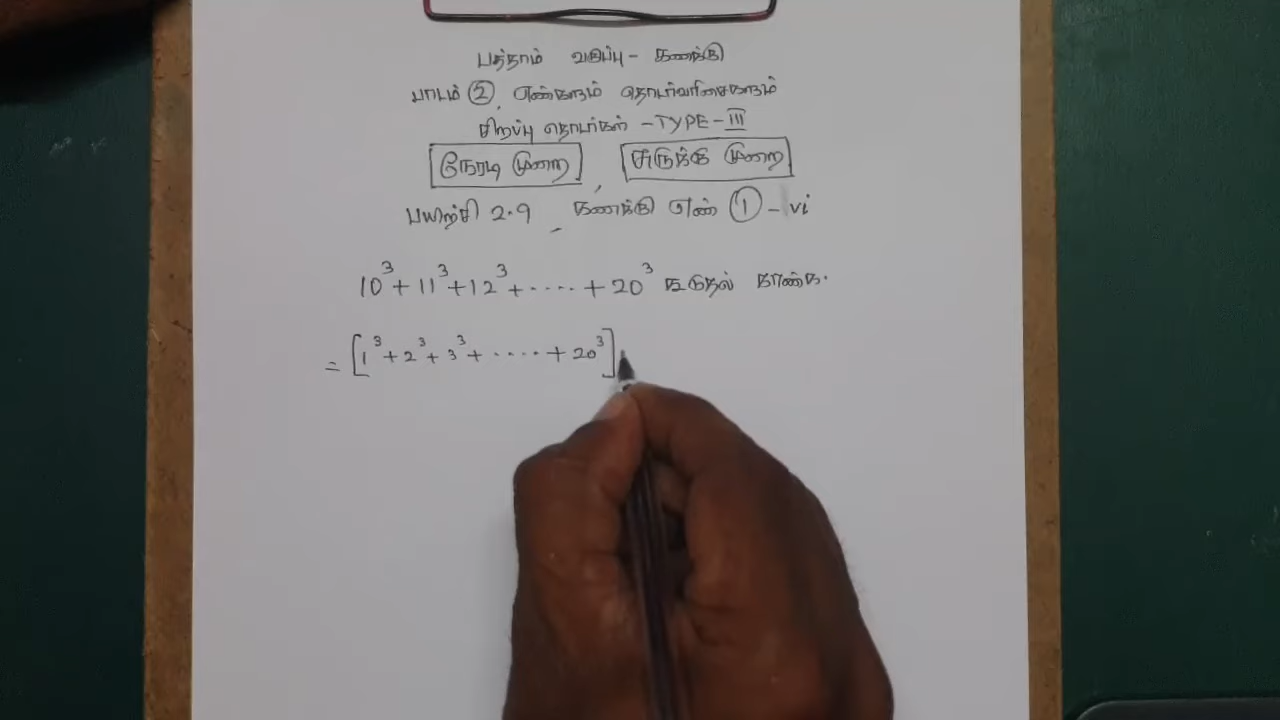 பத்தாம் வகுப்பு - கணக்கு
பாடம் ②, எண்களும் தொடர்வரிசைகளும்
சிறப்பு தொடர்கள் - TYPE - III
நேரடி முறை , சுருக்கு முறை
பயிற்சி 2.9 , கணக்கு எண் ① - vi
10³ + 11³ + 12³ + ..... + 20³ கூடுதல் காண்க.
= [1³ + 2³ + 3³ + ..... + 20³]